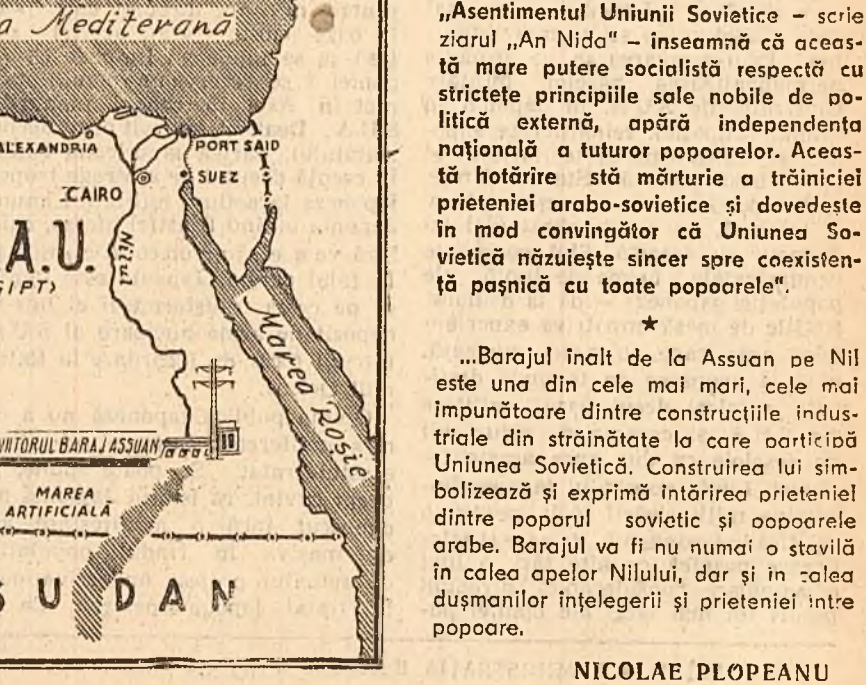 a Mediterană
ALEXANDRIA
PORT SAID
SUEZ
CAIRO
A.U.
Nilul
Marea Roșie
VIITORUL BARAJ ASSUAN
MAREA
ARTIFICIALĂ
SUDAN
„Asentimentul Uniunii Sovietice – scrie
ziarul „An Nida" – înseamnă că aceas-
tă mare putere socialistă respectă cu
strictețe principiile sale nobile de po-
litică externă, apără independența
națională a tuturor popoarelor. Aceas-
tă hotărîre stă mărturie a trăiniciei
prieteniei arabo-sovietice și dovedește
în mod convingător că Uniunea So-
vietică năzuiește sincer spre coexisten-
ță pașnică cu toate popoarele".
★
...Barajul înalt de la Assuan pe Nil
este una din cele mai mari, cele mai
impunătoare dintre construcțiile indus-
triale din străinătate la care participă
Uniunea Sovietică. Construirea lui sim-
bolizează și exprimă întărirea prieteniei
dintre poporul sovietic și popoarele
arabe. Barajul va fi nu numai o stavilă
în calea apelor Nilului, dar și în calea
dușmanilor înțelegerii și prieteniei între
popoare.
NICOLAE PLOPEANU